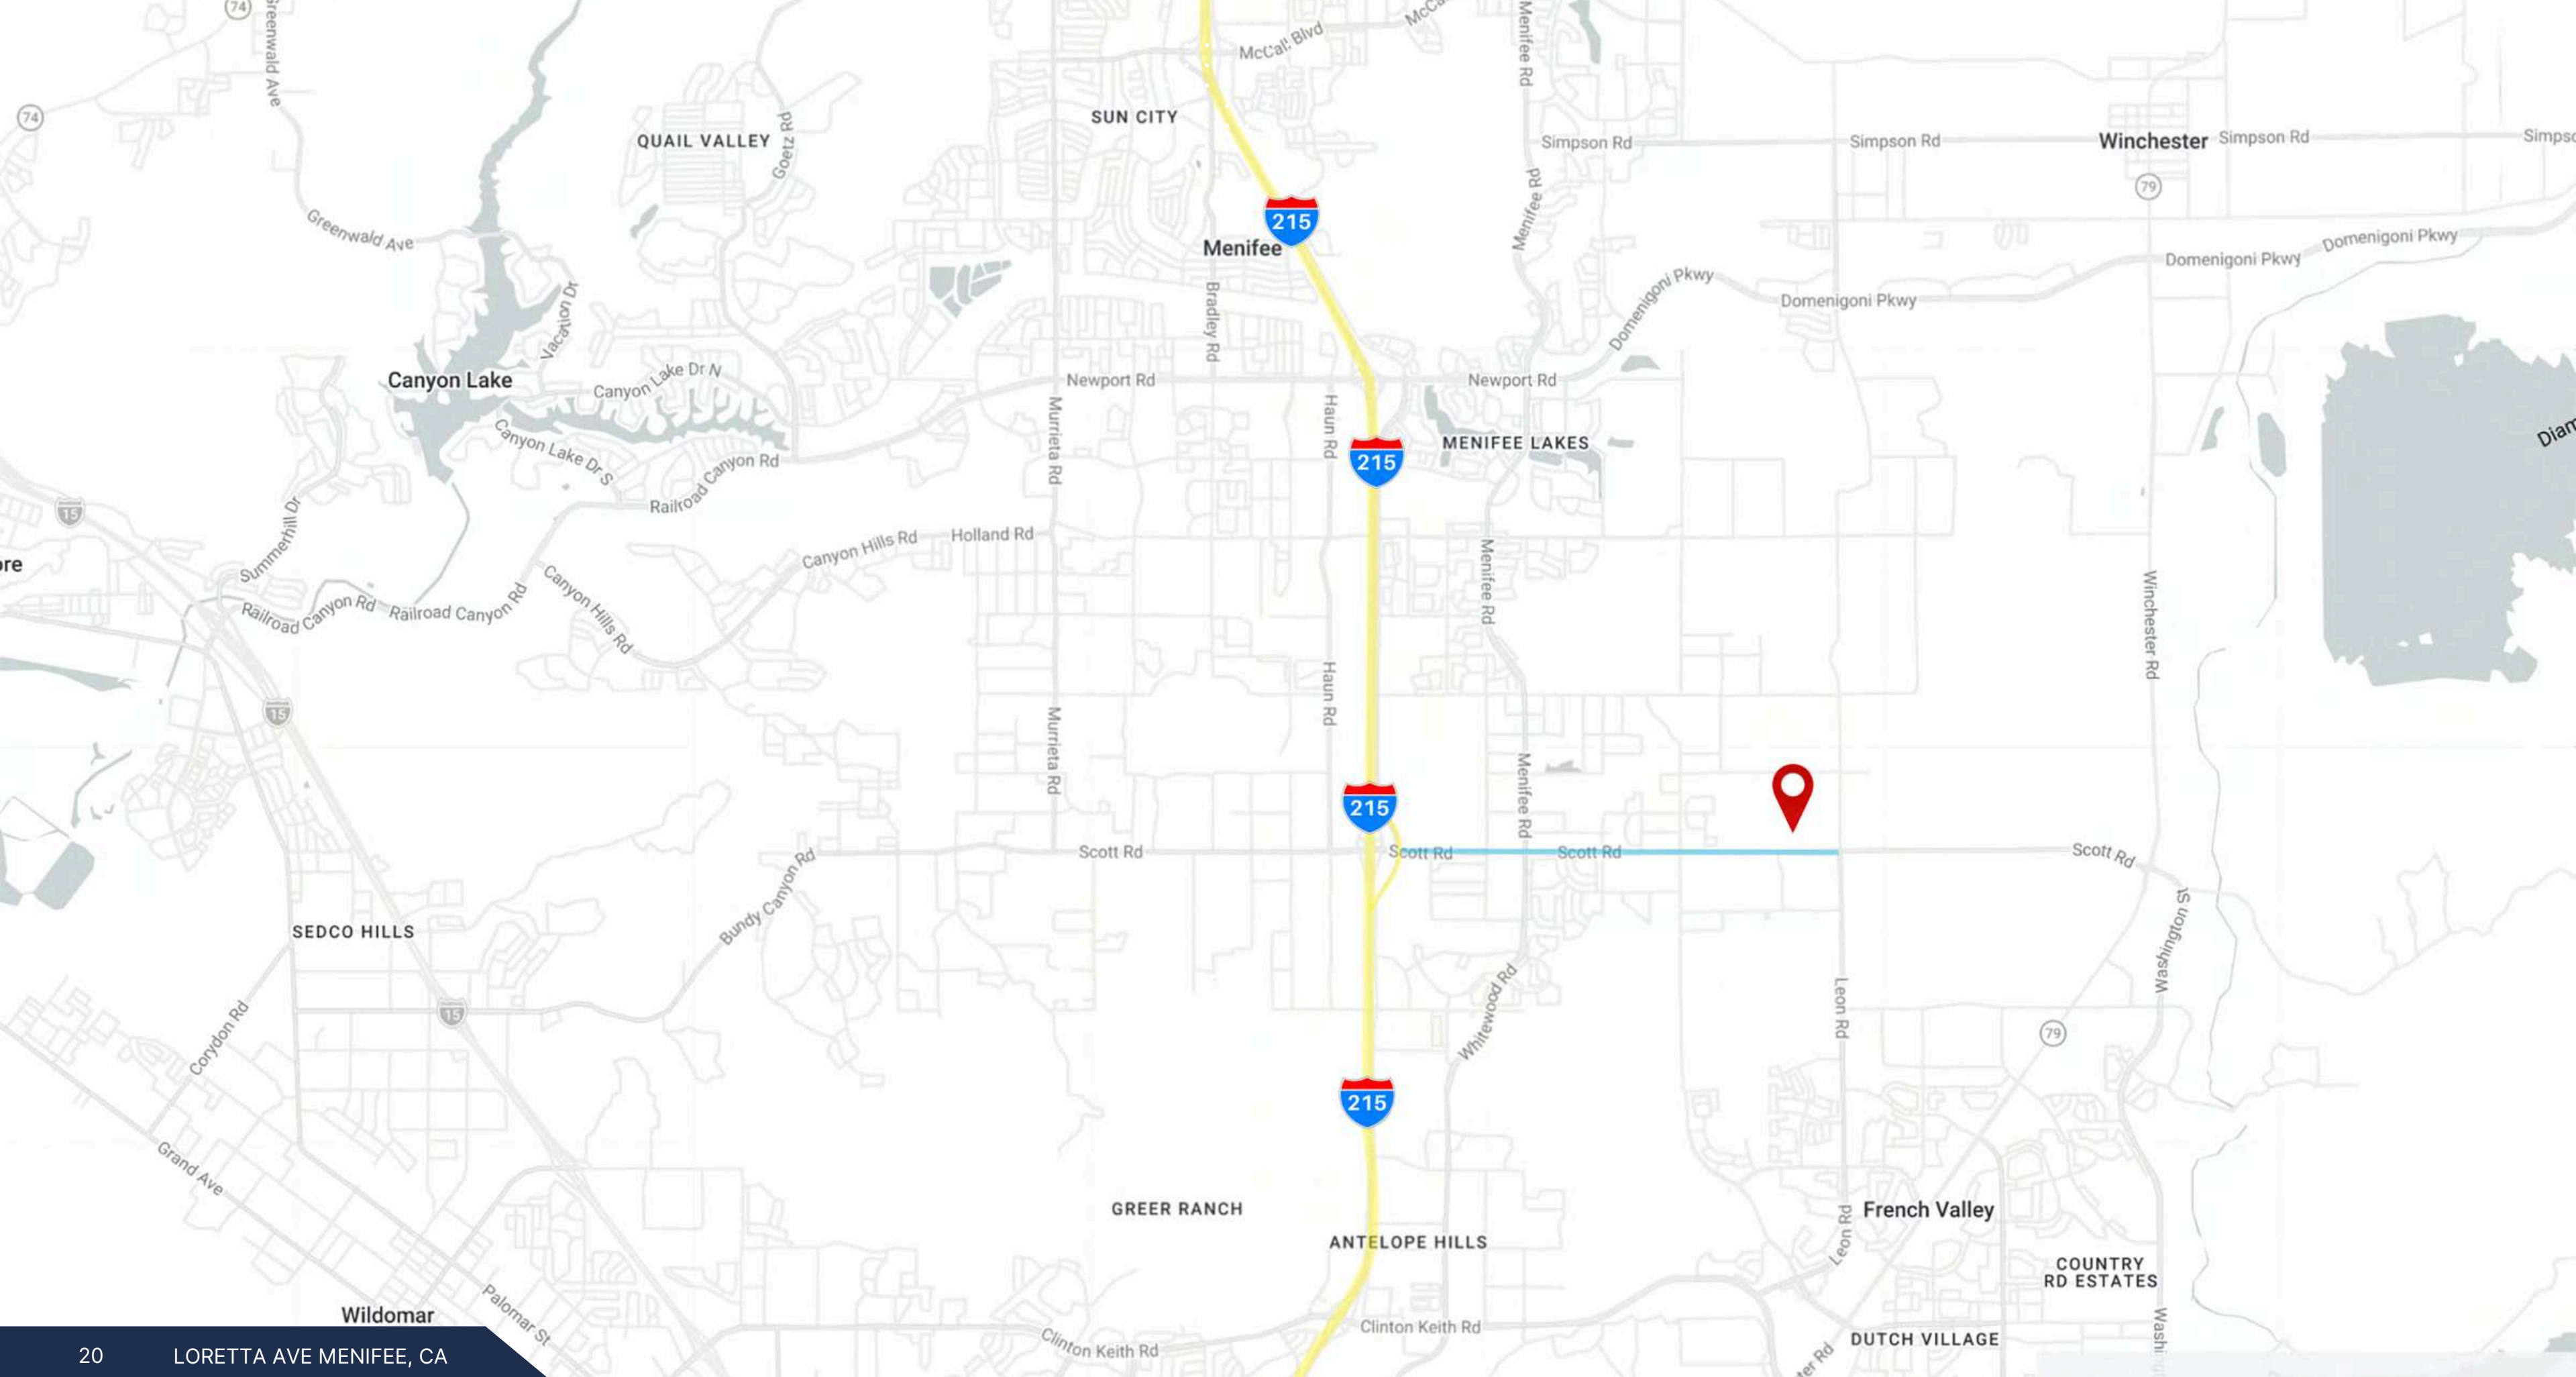 74
Greenwald Ave
McCall Blvd
Menifee Rd
74
SUN CITY
QUAIL VALLEY
Goetz Rd
Simpson Rd
Simpson Rd
Winchester
Simpson Rd
79
Menifee Rd
215
Greenwald Ave
Menifee
Domenigoni Pkwy
Domenigoni Pkwy
Domenigoni Pkwy
Domenigoni Pkwy
Vacation Dr
Bradley Rd
Canyon Lake
Canyon Lake Dr N
Newport Rd
Newport Rd
Murrieta Rd
Haun Rd
MENIFEE LAKES
Canyon Lake Dr S
Railroad Canyon Rd
215
15
Summerhill Dr
Canyon Hills Rd
Holland Rd
Menifee Rd
Winchester Rd
Railroad Canyon Rd
Railroad Canyon Rd
Canyon Hills Rd
15
Murrieta Rd
Haun Rd
Menifee Rd
215
Scott Rd
Scott Rd
Scott Rd
Scott Rd
Bundy Canyon Rd
SEDCO HILLS
Washington St
Whitewood Rd
Leon Rd
15
79
Corydon Rd
215
Grand Ave
GREER RANCH
French Valley
Leon Rd
ANTELOPE HILLS
COUNTRY
RD ESTATES
Wildomar
Palomar St
Clinton Keith Rd
Clinton Keith Rd
DUTCH VILLAGE
20
LORETTA AVE MENIFEE, CA